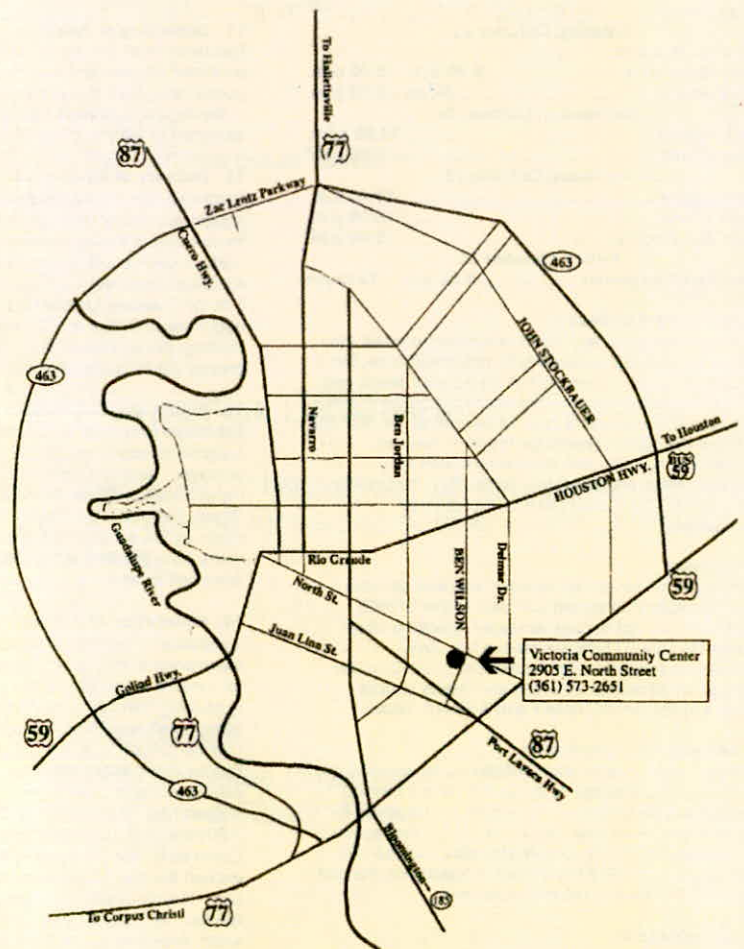 To Hallettsville
77
87
Zac Lentz Parkway
Cuero Hwy.
463
JOHN STOCKBAUER
463
Navarro
Ben Jordan
To Houston
BUS
59
HOUSTON HWY.
Guadalupe River
Rio Grande
BEN WILSON
Delmar Dr.
59
North St.
Juan Linn St.
Victoria Community Center
2905 E. North Street
(361) 573-2651
Goliad Hwy.
59
77
87
Port Lavaca Hwy
463
Bloomington
185
To Corpus Christi
77